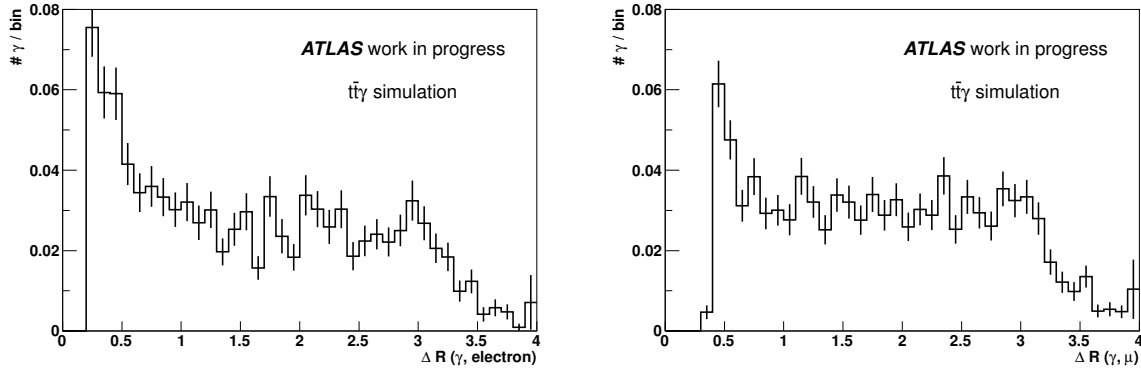 # γ / bin
0.08
0.06
0.04
0.02
0
ATLAS work in progress
tt̄γ simulation
0 0.5 1 1.5 2 2.5 3 3.5 4
Δ R (γ, electron)
# γ / bin
0.08
0.06
0.04
0.02
0
ATLAS work in progress
tt̄γ simulation
0 0.5 1 1.5 2 2.5 3 3.5 4
Δ R (γ, μ)